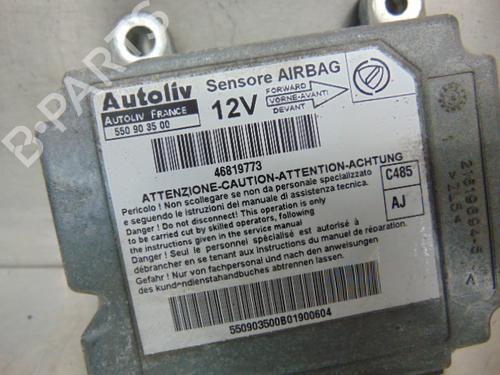 Autoliv
AUTOLIV FRANCE
550 90 35 00
Sensore AIRBAG
12V
FORWARD
VORNE-AVANTI
DEVANT
46819773
ATTENZIONE-CAUTION-ATTENTION-ACHTUNG
Pericolo ! Non scollegare se non da personale specializzato
e seguendo le istruzioni del manuale di assistenza tecnica.
Danger ! Do not disconnect! This operation is only
to be carried out by skilled operators, following
the instructions given in the service manual
Danger ! Seul le personnel spécialisé est autorisé à
débrancher en se tenant aux instructions du manuel de réparation.
Gefahr ! Nur von fachpersonal und nach den anweisungen
des kundendienstahandbuches abtrennen lassen.
C485
AJ
550903500B01900604
B-PARTS